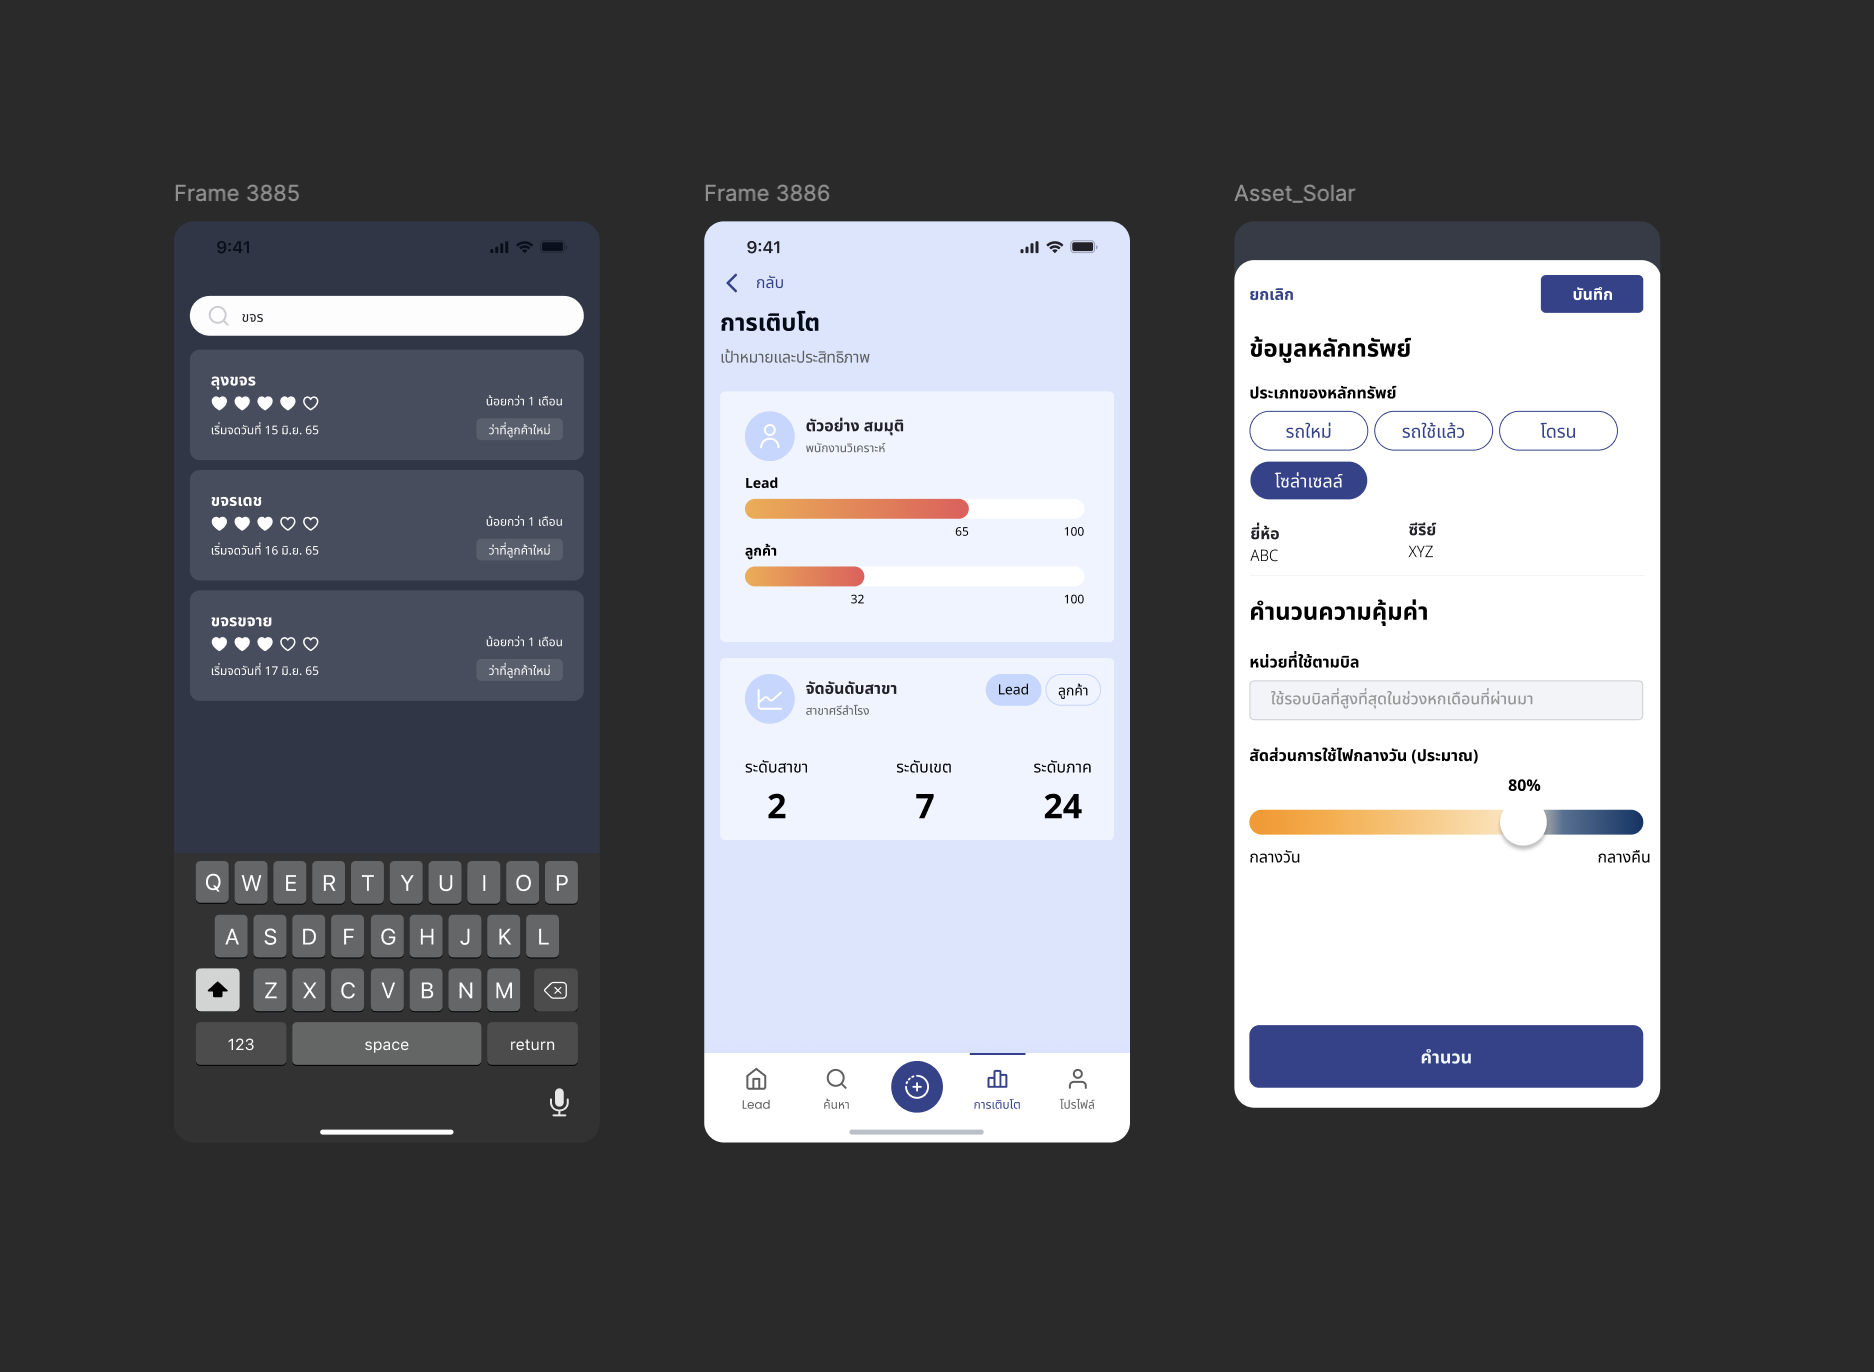 Frame 3885
9:41
ขจร
ลุงขจร
น้อยกว่า 1 เดือน
เริ่มจดวันที่ 15 มิ.ย. 65
ว่าที่ลูกค้าใหม่
ขจรเดช
น้อยกว่า 1 เดือน
เริ่มจดวันที่ 16 มิ.ย. 65
ว่าที่ลูกค้าใหม่
ขจรขจาย
น้อยกว่า 1 เดือน
เริ่มจดวันที่ 17 มิ.ย. 65
ว่าที่ลูกค้าใหม่
Q W E R T Y U I O P
A S D F G H J K L
Z X C V B N M
123 space return
Frame 3886
9:41
กลับ
การเติบโต
เป้าหมายและประสิทธิภาพ
ตัวอย่าง สมมุติ
พนักงานวิเคราะห์
Lead
65 100
ลูกค้า
32 100
จัดอันดับสาขา
สาขาศรีสำโรง
Lead ลูกค้า
ระดับสาขา ระดับเขต ระดับภาค
2 7 24
Lead ค้นหา การเติบโต โปรไฟล์
Asset_Solar
ยกเลิก บันทึก
ข้อมูลหลักทรัพย์
ประเภทของหลักทรัพย์
รถใหม่ รถใช้แล้ว โดรน
โซล่าเซลล์
ยี่ห้อ ซีรีย์
ABC XYZ
คำนวนความคุ้มค่า
หน่วยที่ใช้ตามบิล
ใช้รอบบิลที่สูงที่สุดในช่วงหกเดือนที่ผ่านมา
สัดส่วนการใช้ไฟกลางวัน (ประมาณ)
80%
กลางวัน กลางคืน
คำนวน